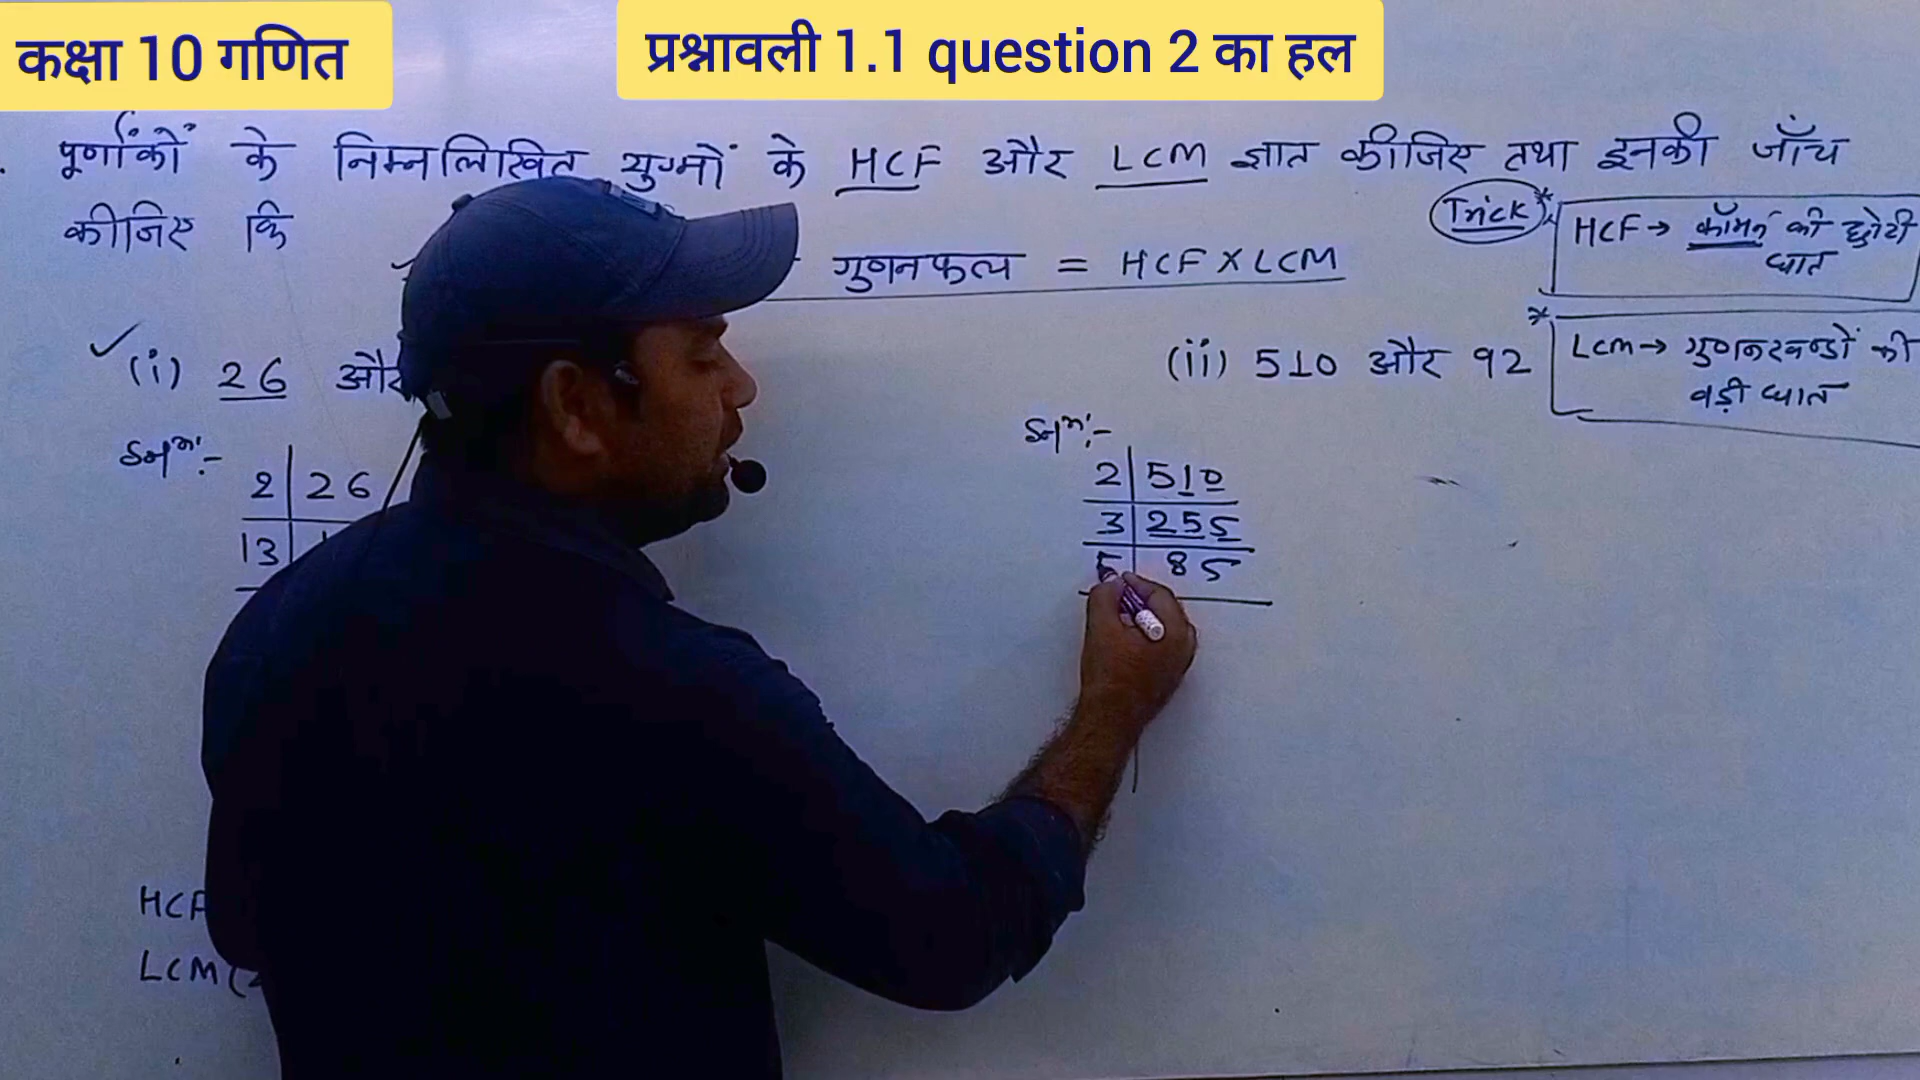 कक्षा 10 गणित
प्रश्नावली 1.1 question 2 का हल
पूर्णांकों के निम्नलिखित युग्मों के HCF और LCM ज्ञात कीजिए तथा इनकी जाँच
कीजिए कि
गुणनफल = HCF X LCM
Trick
* HCF → कॉमन की छोटी
घात
* LCM → गुणनखण्डों की
बड़ी घात
(i) 26 और
(ii) 510 और 92
2 | 26
13 |
HCF
LCM (
2 | 510
3 | 255
5 | 85